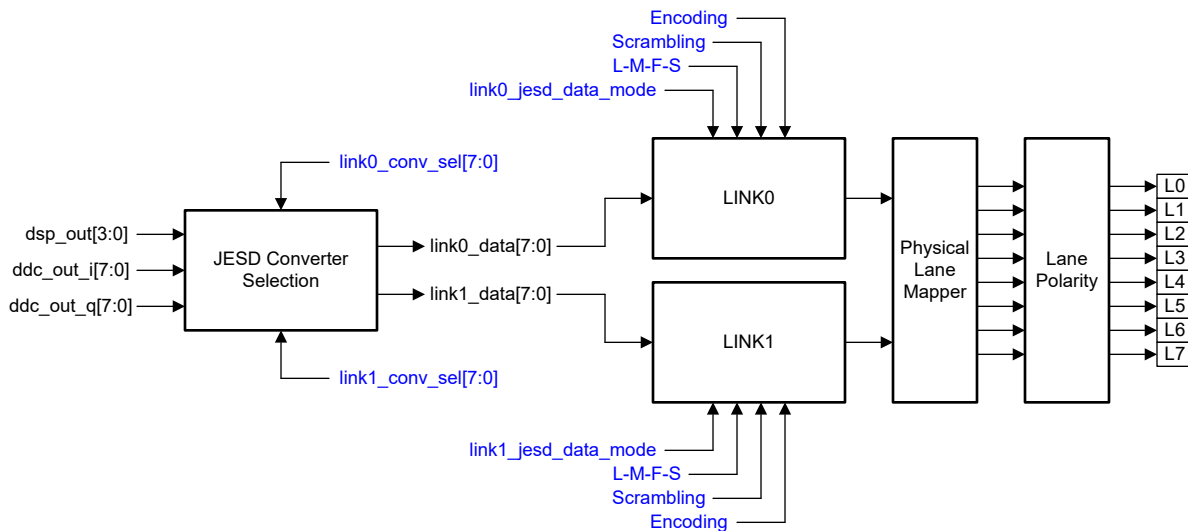 Encoding
Scrambling
L-M-F-S
link0_jesd_data_mode
link0_conv_sel[7:0]
LINK0
dsp_out[3:0]
ddc_out_i[7:0]
ddc_out_q[7:0]
JESD Converter
Selection
link0_data[7:0]
link1_data[7:0]
Physical
Lane
Mapper
Lane
Polarity
L0
L1
L2
L3
L4
L5
L6
L7
LINK1
link1_conv_sel[7:0]
link1_jesd_data_mode
L-M-F-S
Scrambling
Encoding